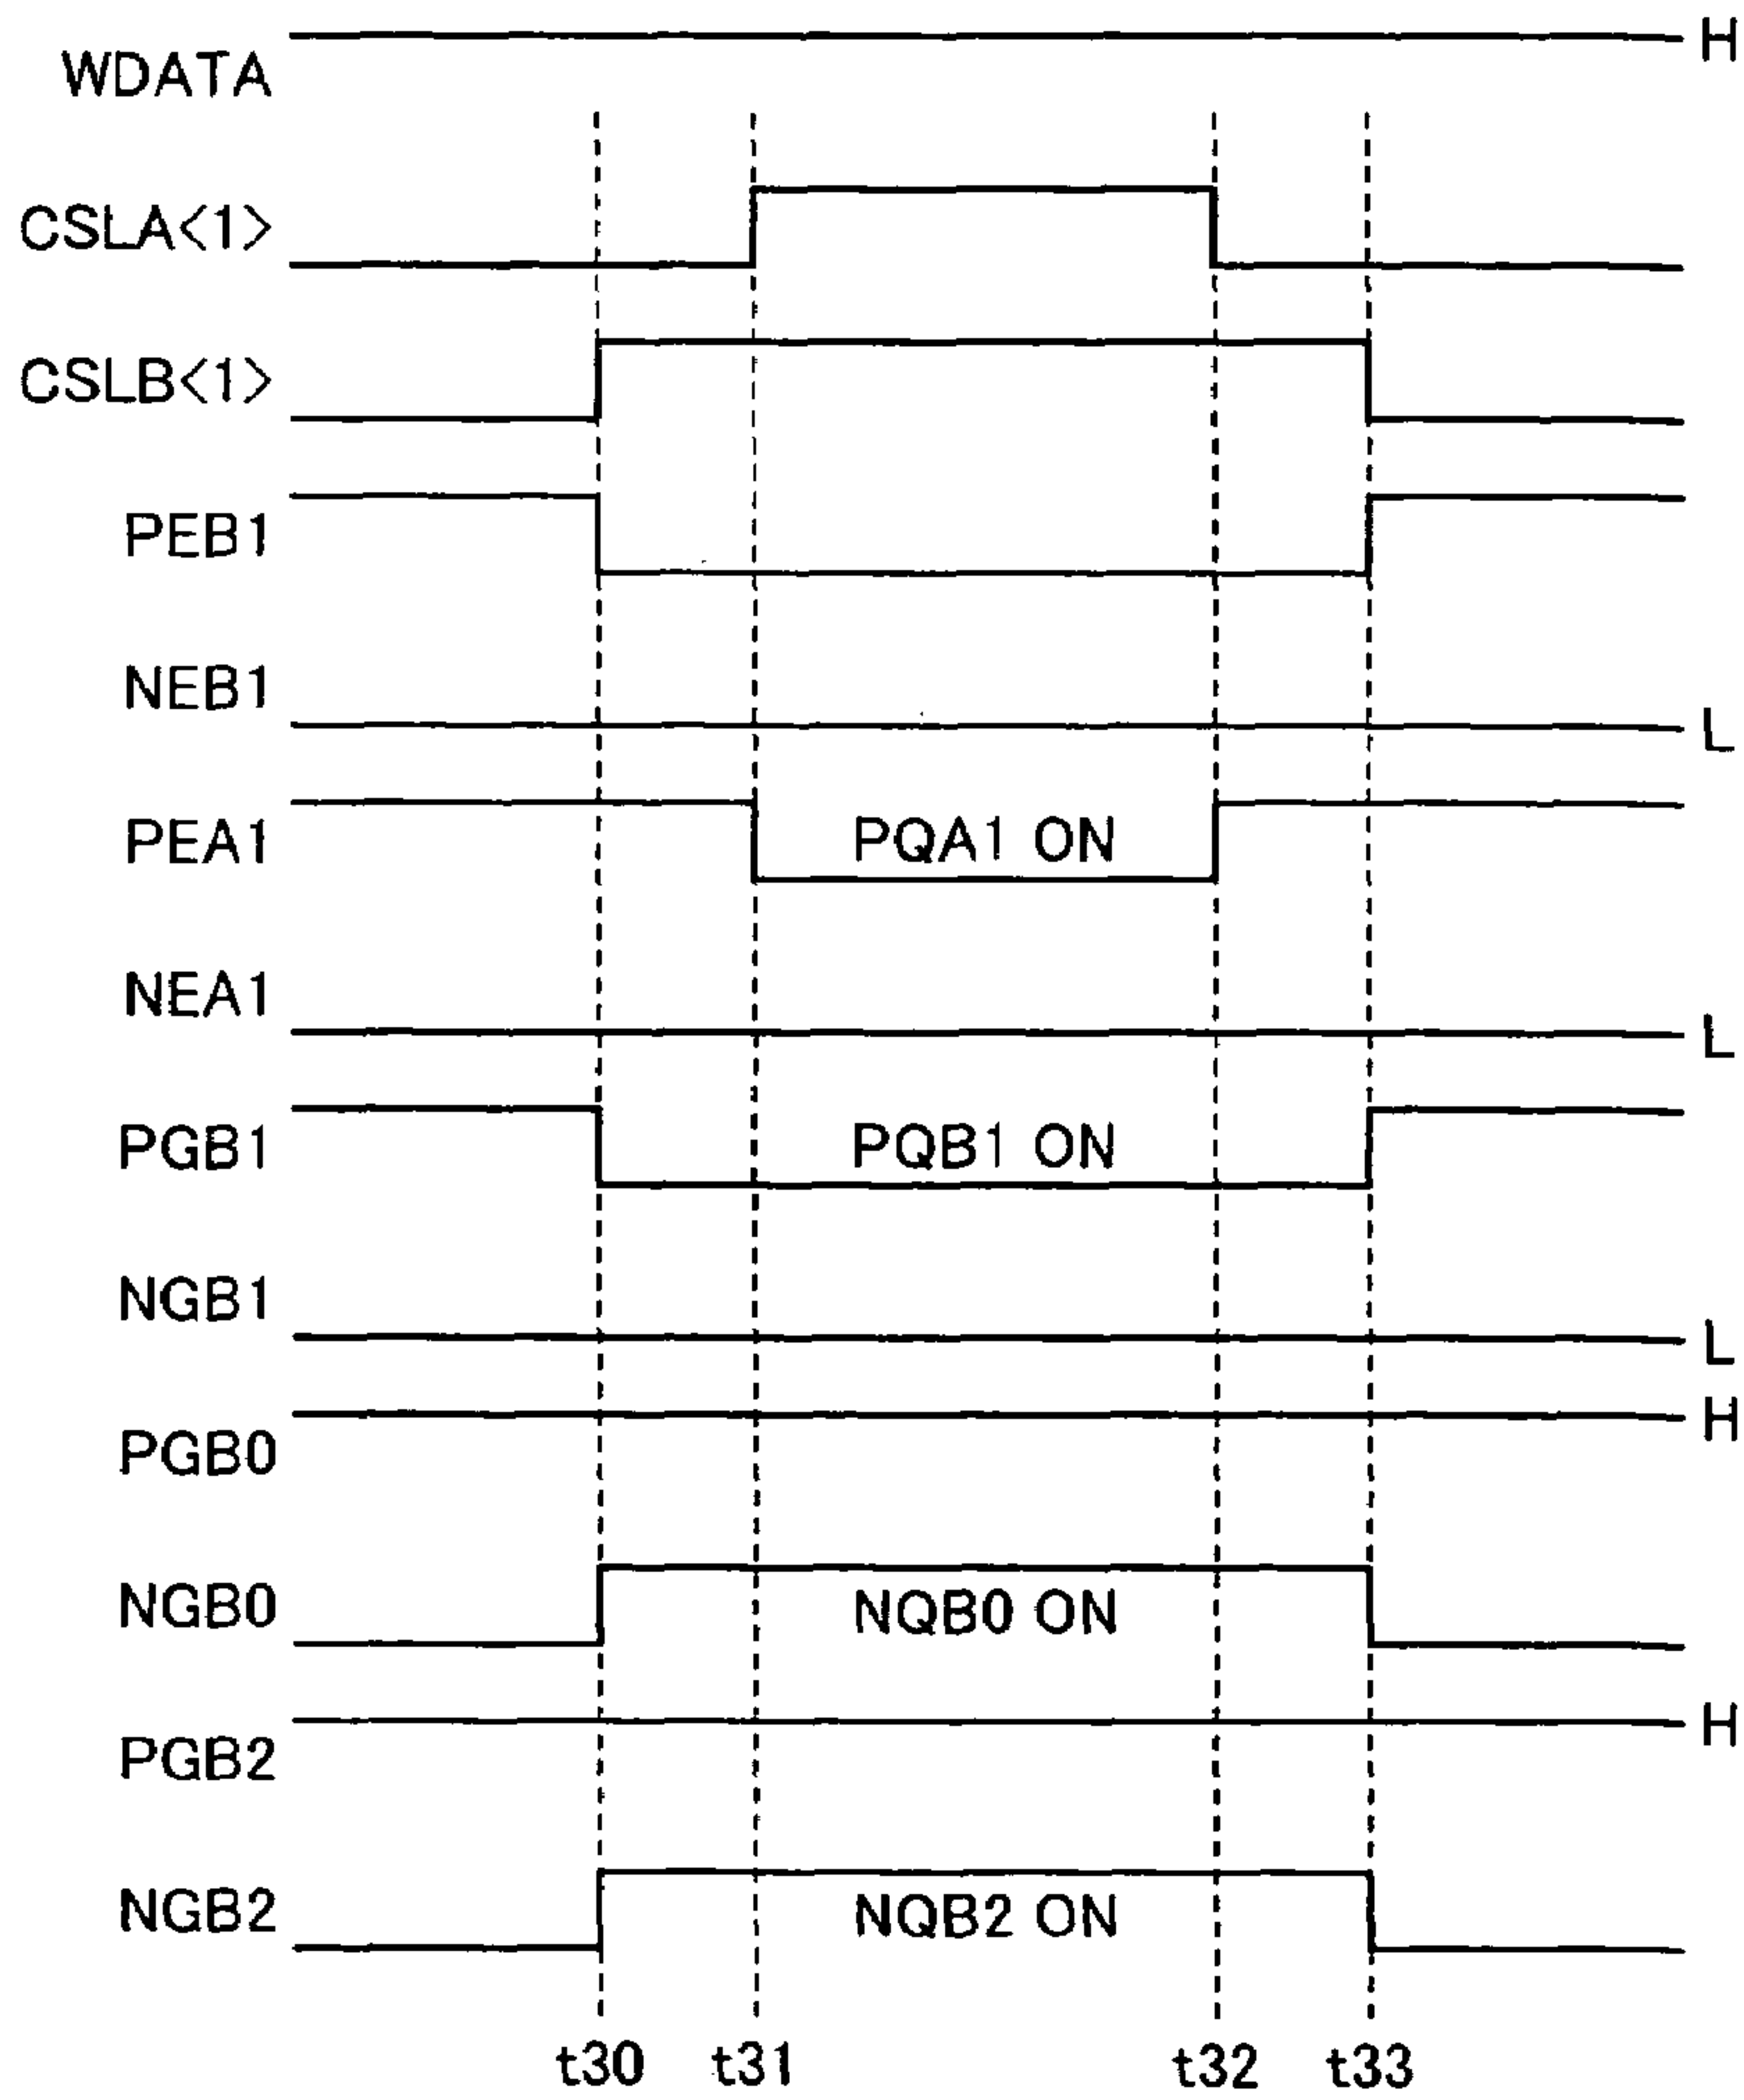 WDATA H
CSLA<1>
CSLB<1>
PEB1
NEB1 L
PEA1 PQA1 ON
NEA1 L
PGB1 PQB1 ON
NGB1 L
PGB0 H
NGB0 NQB0 ON
PGB2 H
NGB2 NQB2 ON
t30 t31 t32 t33